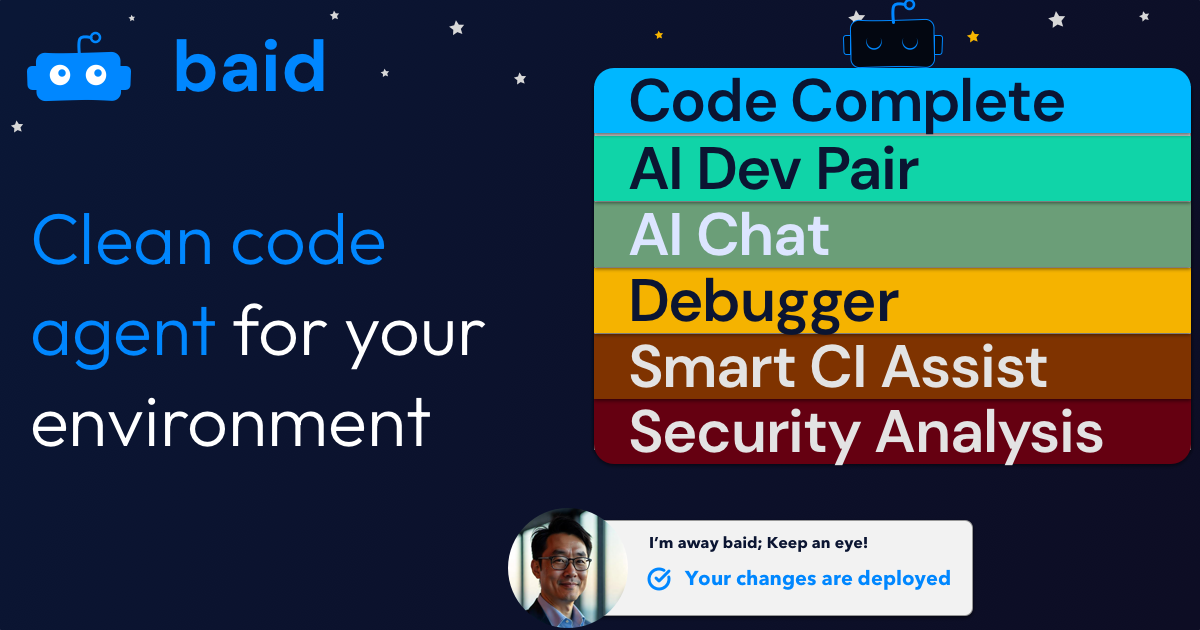 baid
Clean code
agent for your
environment
Code Complete
AI Dev Pair
AI Chat
Debugger
Smart CI Assist
Security Analysis
I’m away baid; Keep an eye!
Your changes are deployed